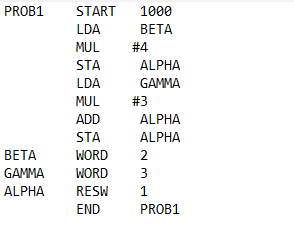 PROB1 START 1000
LDA BETA
MUL #4
STA ALPHA
LDA GAMMA
MUL #3
ADD ALPHA
STA ALPHA
BETA WORD 2
GAMMA WORD 3
ALPHA RESW 1
END PROB1